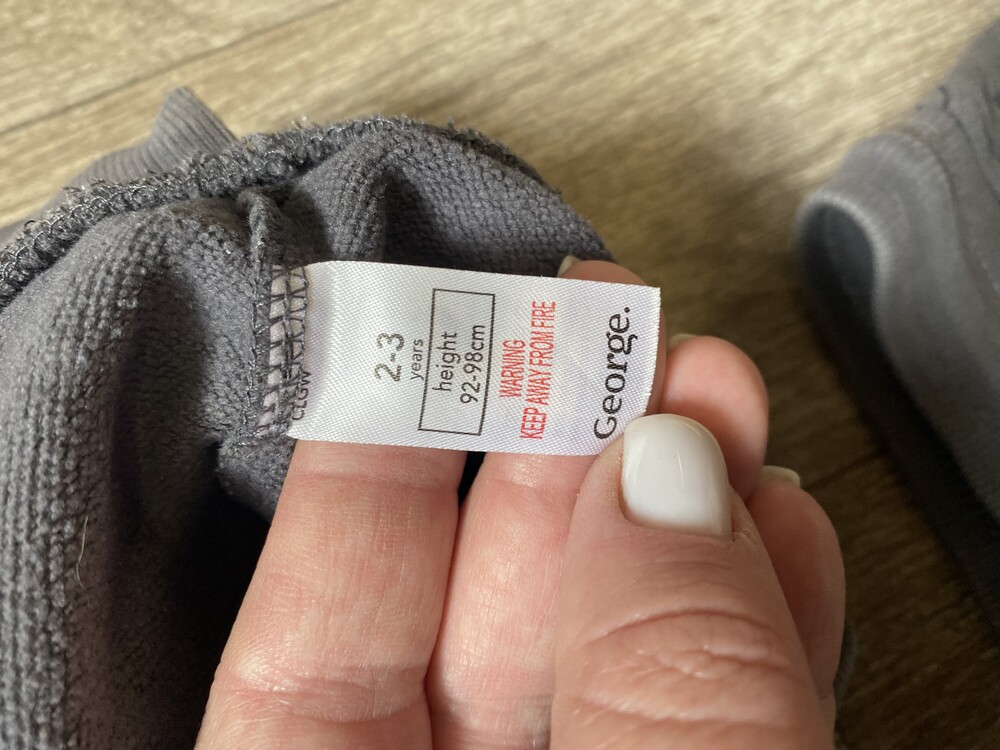 2-3
years
height
92-98cm
WARNING
KEEP AWAY FROM FIRE
George.